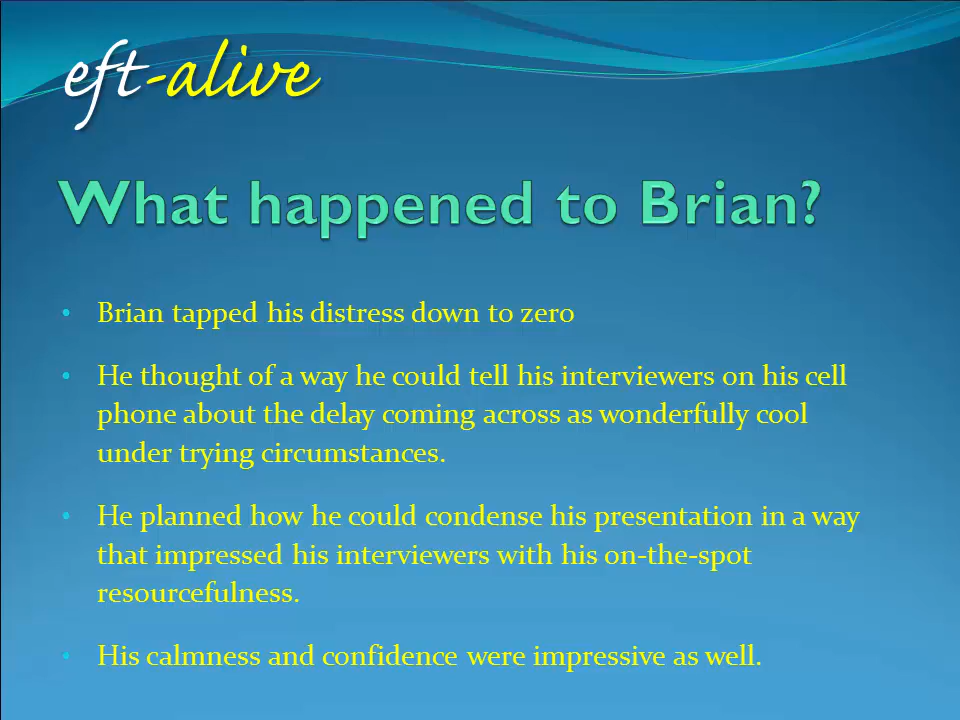 eft-alive
What happened to Brian?
• Brian tapped his distress down to zero
• He thought of a way he could tell his interviewers on his cell
phone about the delay coming across as wonderfully cool
under trying circumstances.
• He planned how he could condense his presentation in a way
that impressed his interviewers with his on-the-spot
resourcefulness.
• His calmness and confidence were impressive as well.